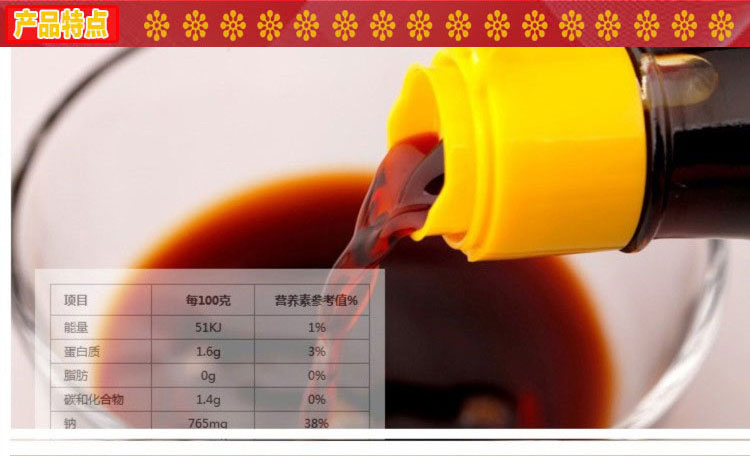 产品特点
项目 每100克 营养素参考值%
能量 51KJ 1%
蛋白质 1.6g 3%
脂肪 0g 0%
碳和化合物 1.4g 0%
钠 765mg 38%